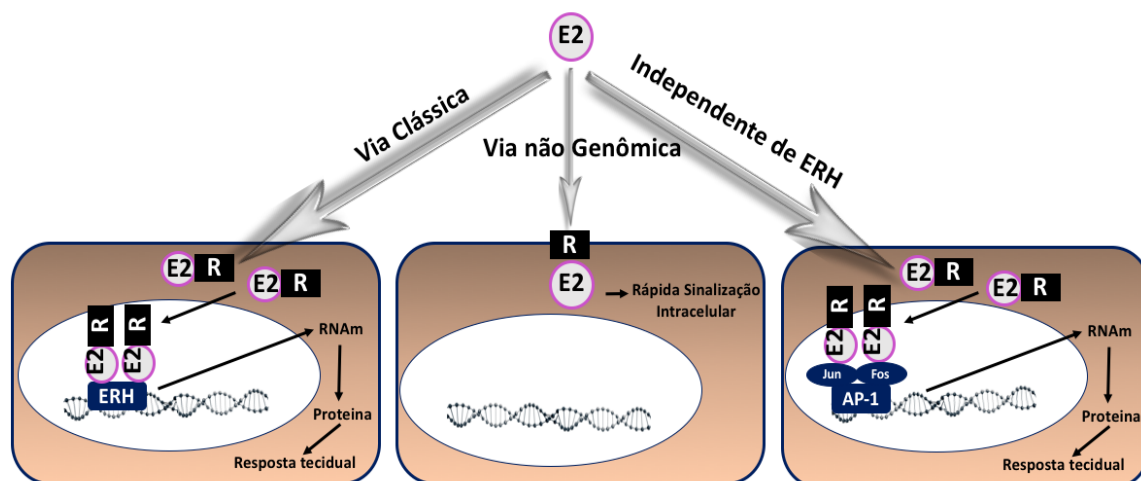 E2
Via Clássica
Via não Genômica
Independente de ERH
E2 R
E2 R
R R
E2 E2
ERH
RNAm
Proteina
Resposta tecidual
R
E2
Rápida Sinalização
Intracelular
E2 R
E2 R
R R
E2 E2
Jun Fos
AP-1
RNAm
Proteina
Resposta tecidual